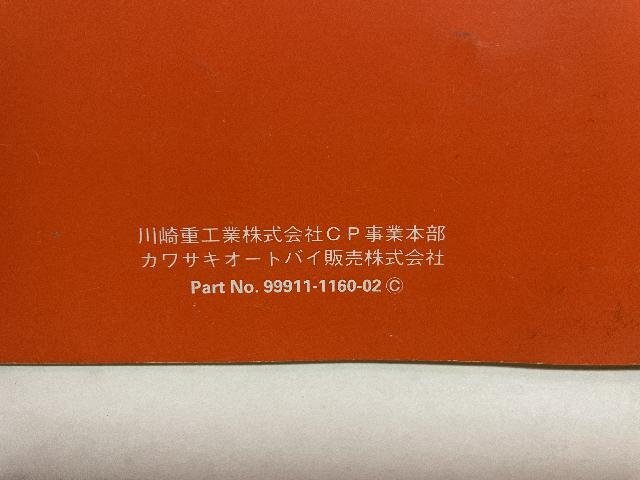 川崎重工業株式会社ＣＰ事業本部
カワサキオートバイ販売株式会社
Part No. 99911-1160-02 Ⓒ